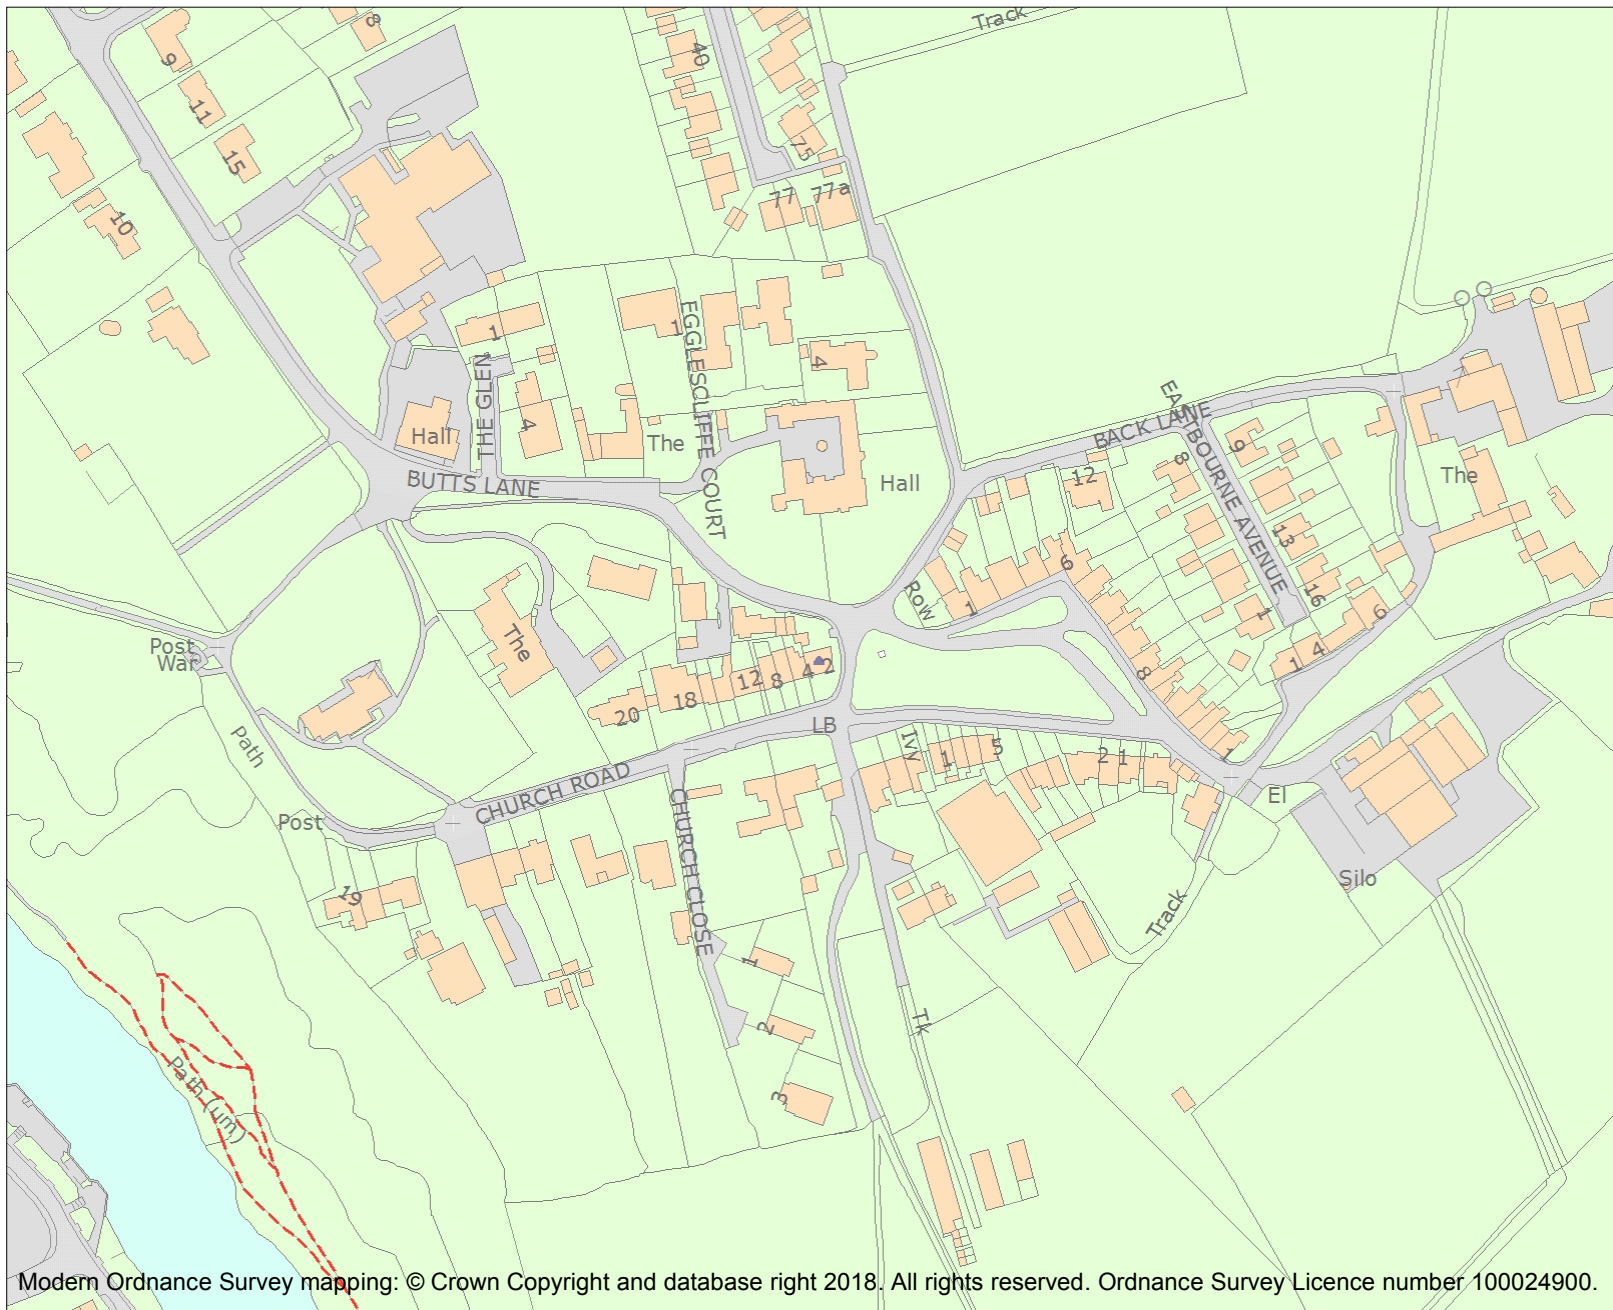 Track
8
9
40
11
75
15
77
77a
10
1
1
EGGLESCLIFFE COURT
4
THE GLEN
4
EASTBOURNE AVENUE
BACK LANE
Hall
The
9
8
12
The
Hall
BUTTS LANE
13
6
Row
1
16
1
6
The
4
1
Post
War
12
8
4
2
8
18
20
LB
Path
Ivy
1
5
2
1
1
CHURCH ROAD
El
Post
CHURCH CLOSE
Silo
19
Track
1
2
Tk
Path (um)
3
Modern Ordnance Survey mapping: © Crown Copyright and database right 2018. All rights reserved. Ordnance Survey Licence number 100024900.